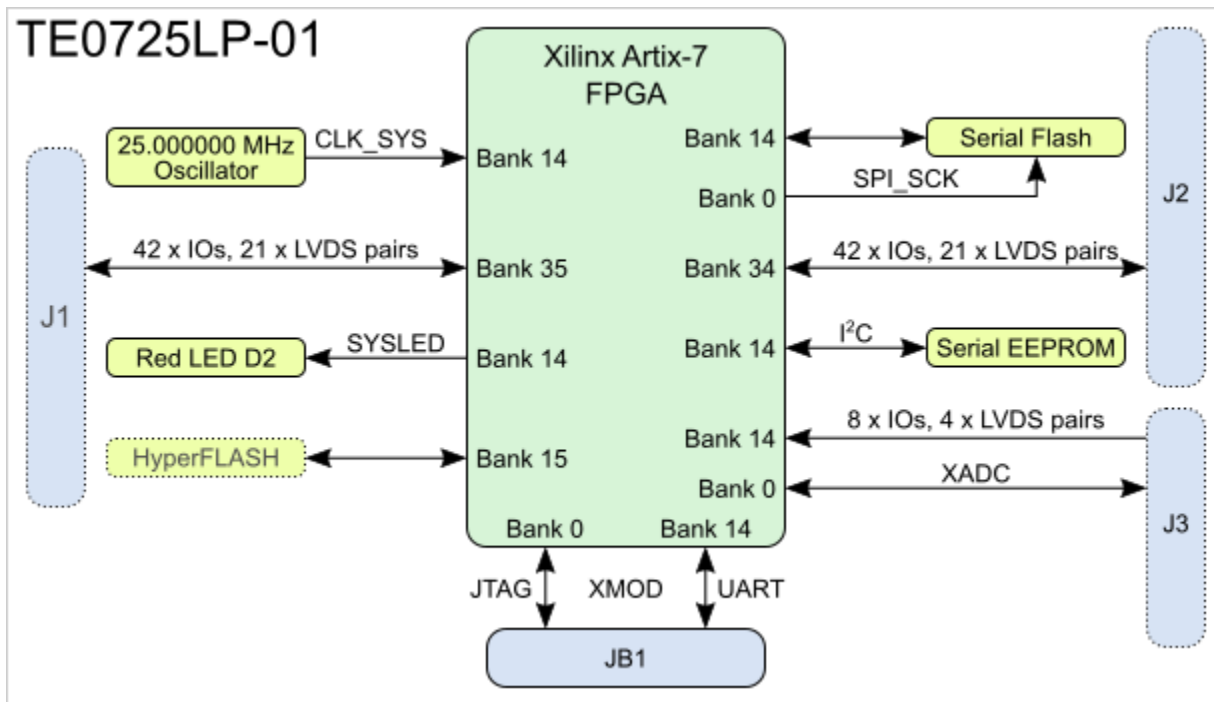 TE0725LP-01
Xilinx Artix-7
FPGA
25.000000 MHz
Oscillator
CLK_SYS
Bank 14
Bank 14
Serial Flash
Bank 0
SPI_SCK
J1
J2
42 x IOs, 21 x LVDS pairs
Bank 35
Bank 34
42 x IOs, 21 x LVDS pairs
Red LED D2
SYSLED
Bank 14
Bank 14
I²C
Serial EEPROM
HyperFLASH
Bank 15
Bank 14
8 x IOs, 4 x LVDS pairs
Bank 0
XADC
J3
Bank 0
Bank 14
JTAG
XMOD
UART
JB1